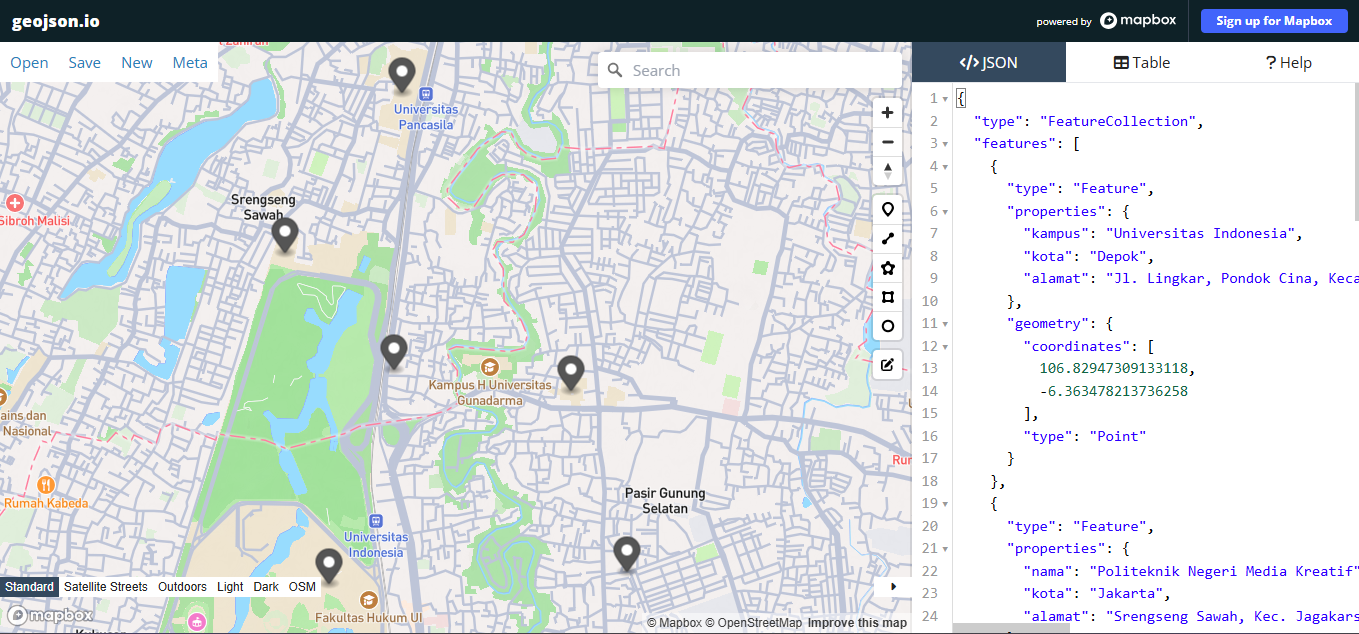 geojson.io
powered by mapbox
Sign up for Mapbox
Open Save New Meta
Search
Universitas
Pancasila
Srengseng
Sawah
Sibroh Malisi
Kampus H Universitas
Gunadarma
ains dan
Nasional
Rumah Kabeda
Pasir Gunung
Selatan
Universitas
Indonesia
Fakultas Hukum UI
Standard Satellite Streets Outdoors Light Dark OSM
mapbox
© Mapbox © OpenStreetMap Improve this map
</>JSON Table ? Help
1 {
2 "type": "FeatureCollection",
3 "features": [
4 {
5 "type": "Feature",
6 "properties": {
7 "kampus": "Universitas Indonesia",
8 "kota": "Depok",
9 "alamat": "Jl. Lingkar, Pondok Cina, Keca
10 },
11 "geometry": {
12 "coordinates": [
13 106.82947309133118,
14 -6.363478213736258
15 ],
16 "type": "Point"
17 }
18 },
19 {
20 "type": "Feature",
21 "properties": {
22 "nama": "Politeknik Negeri Media Kreatif"
23 "kota": "Jakarta",
24 "alamat": "Srengseng Sawah, Kec. Jagakars